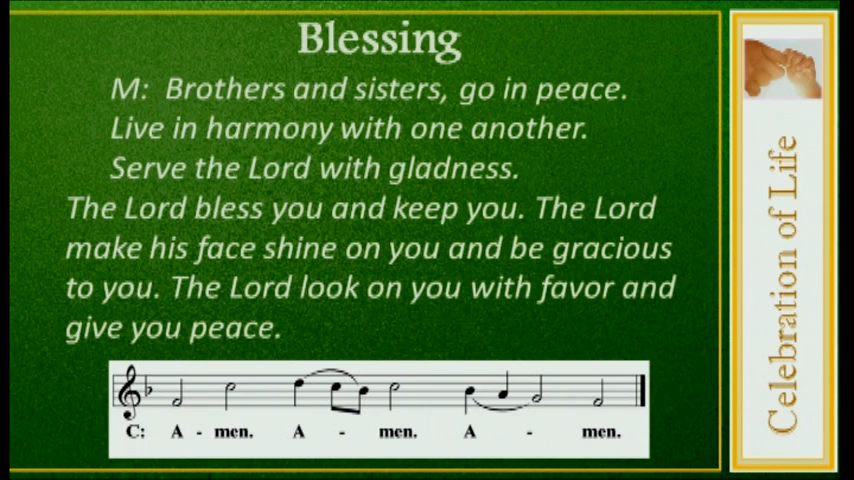 Blessing
M: Brothers and sisters, go in peace.
Live in harmony with one another.
Serve the Lord with gladness.
The Lord bless you and keep you. The Lord
make his face shine on you and be gracious
to you. The Lord look on you with favor and
give you peace.
C: A - men. A - men. A - men.
Celebration of Life